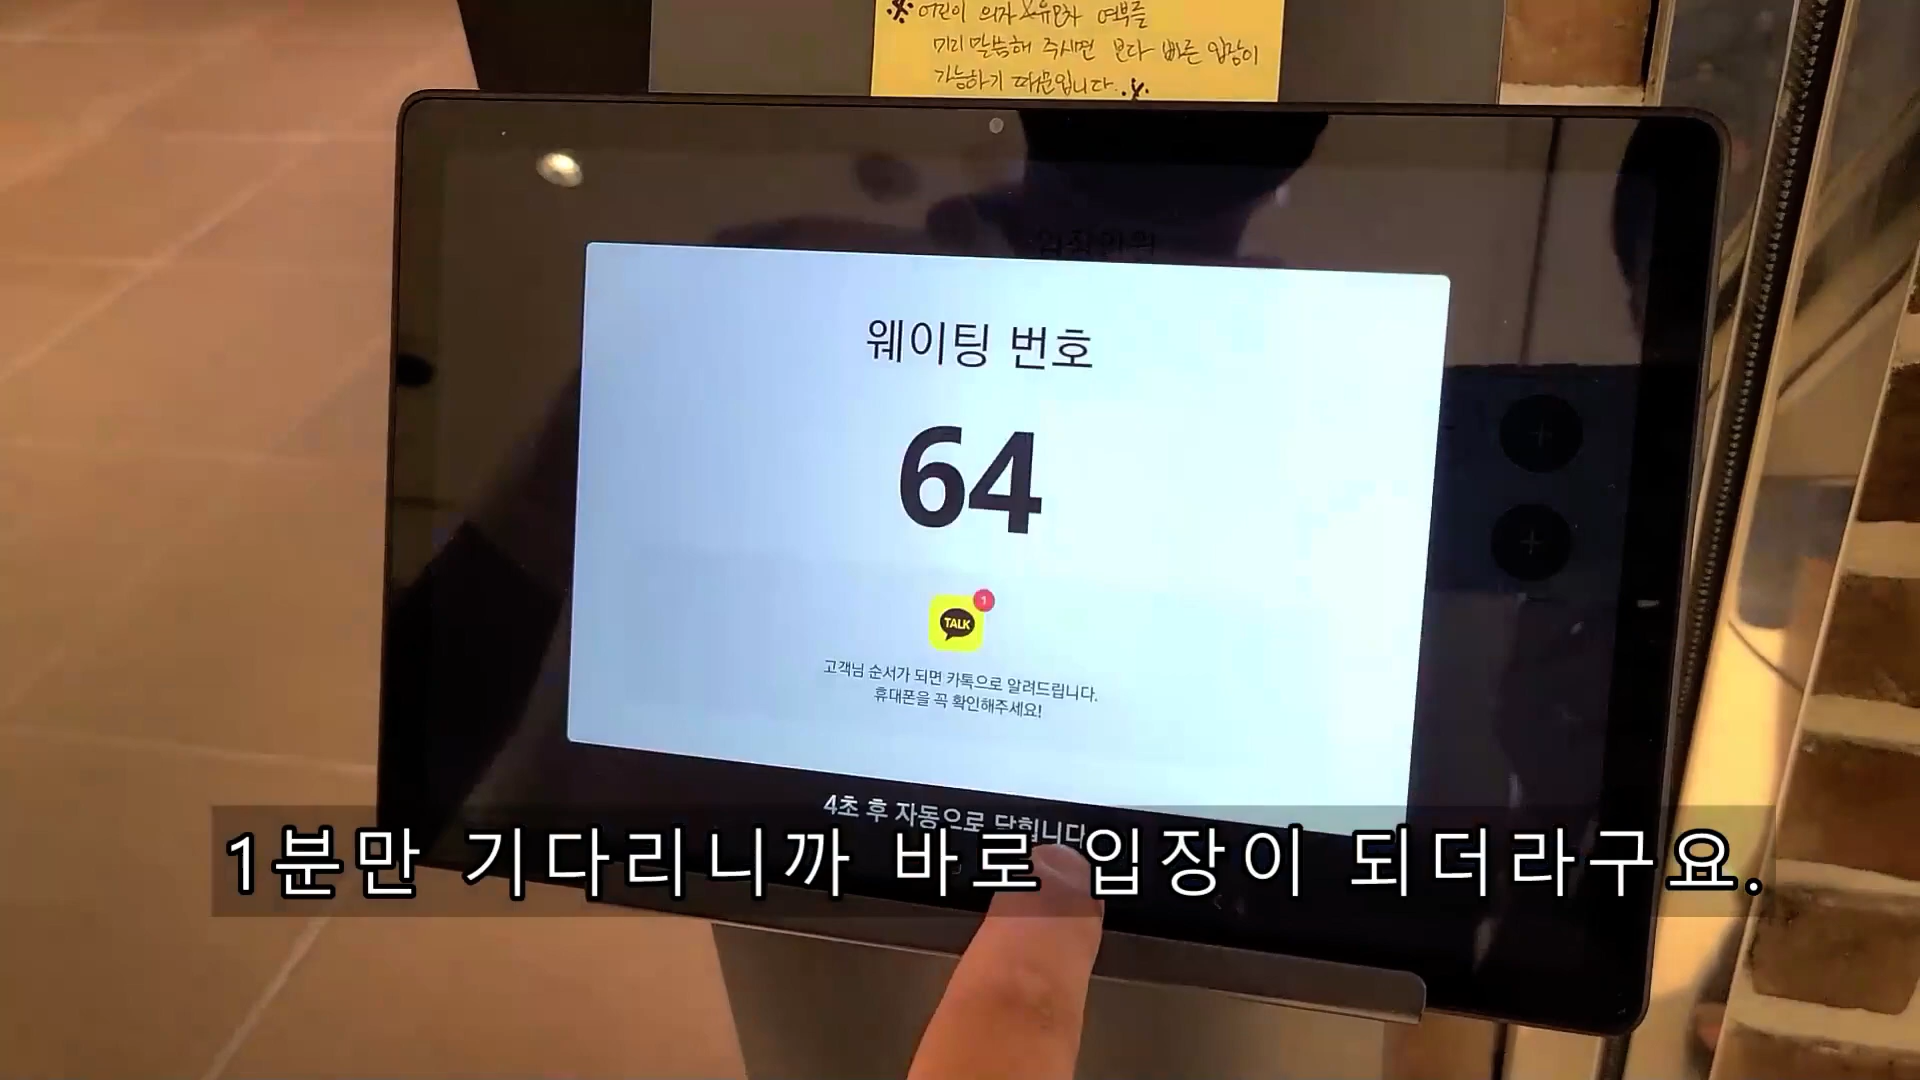 ※어린이 의자X유모차 여부를
미리 말씀해 주시면 보다 빠른 입장이
가능하기 때문입니다.
웨이팅 번호
64
1
TALK
고객님 순서가 되면 카톡으로 알려드립니다.
휴대폰을 꼭 확인해주세요!
4초 후 자동으로 닫힙니다
1분만 기다리니까 바로 입장이 되더라구요.